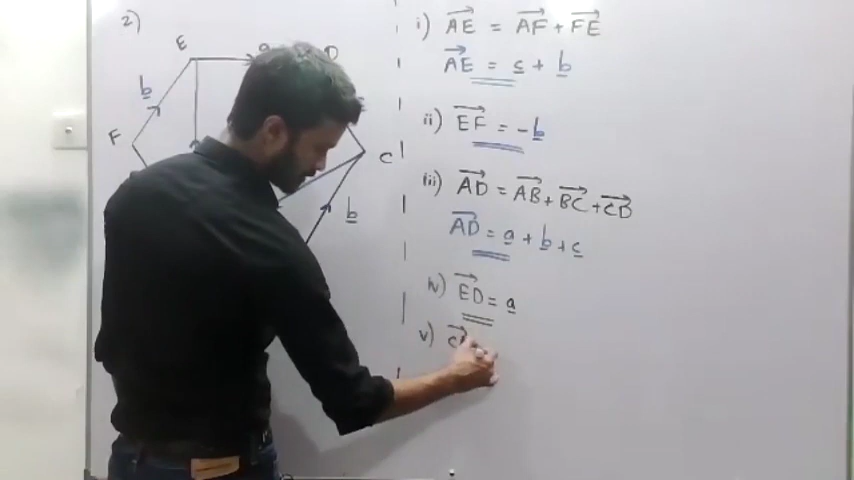 2)
E
a
D
b
F
C
b
i) AE = AF + FE
AE = c + b
ii) EF = -b
iii) AD = AB + BC + CD
AD = a + b + c
iv) ED = a
v)